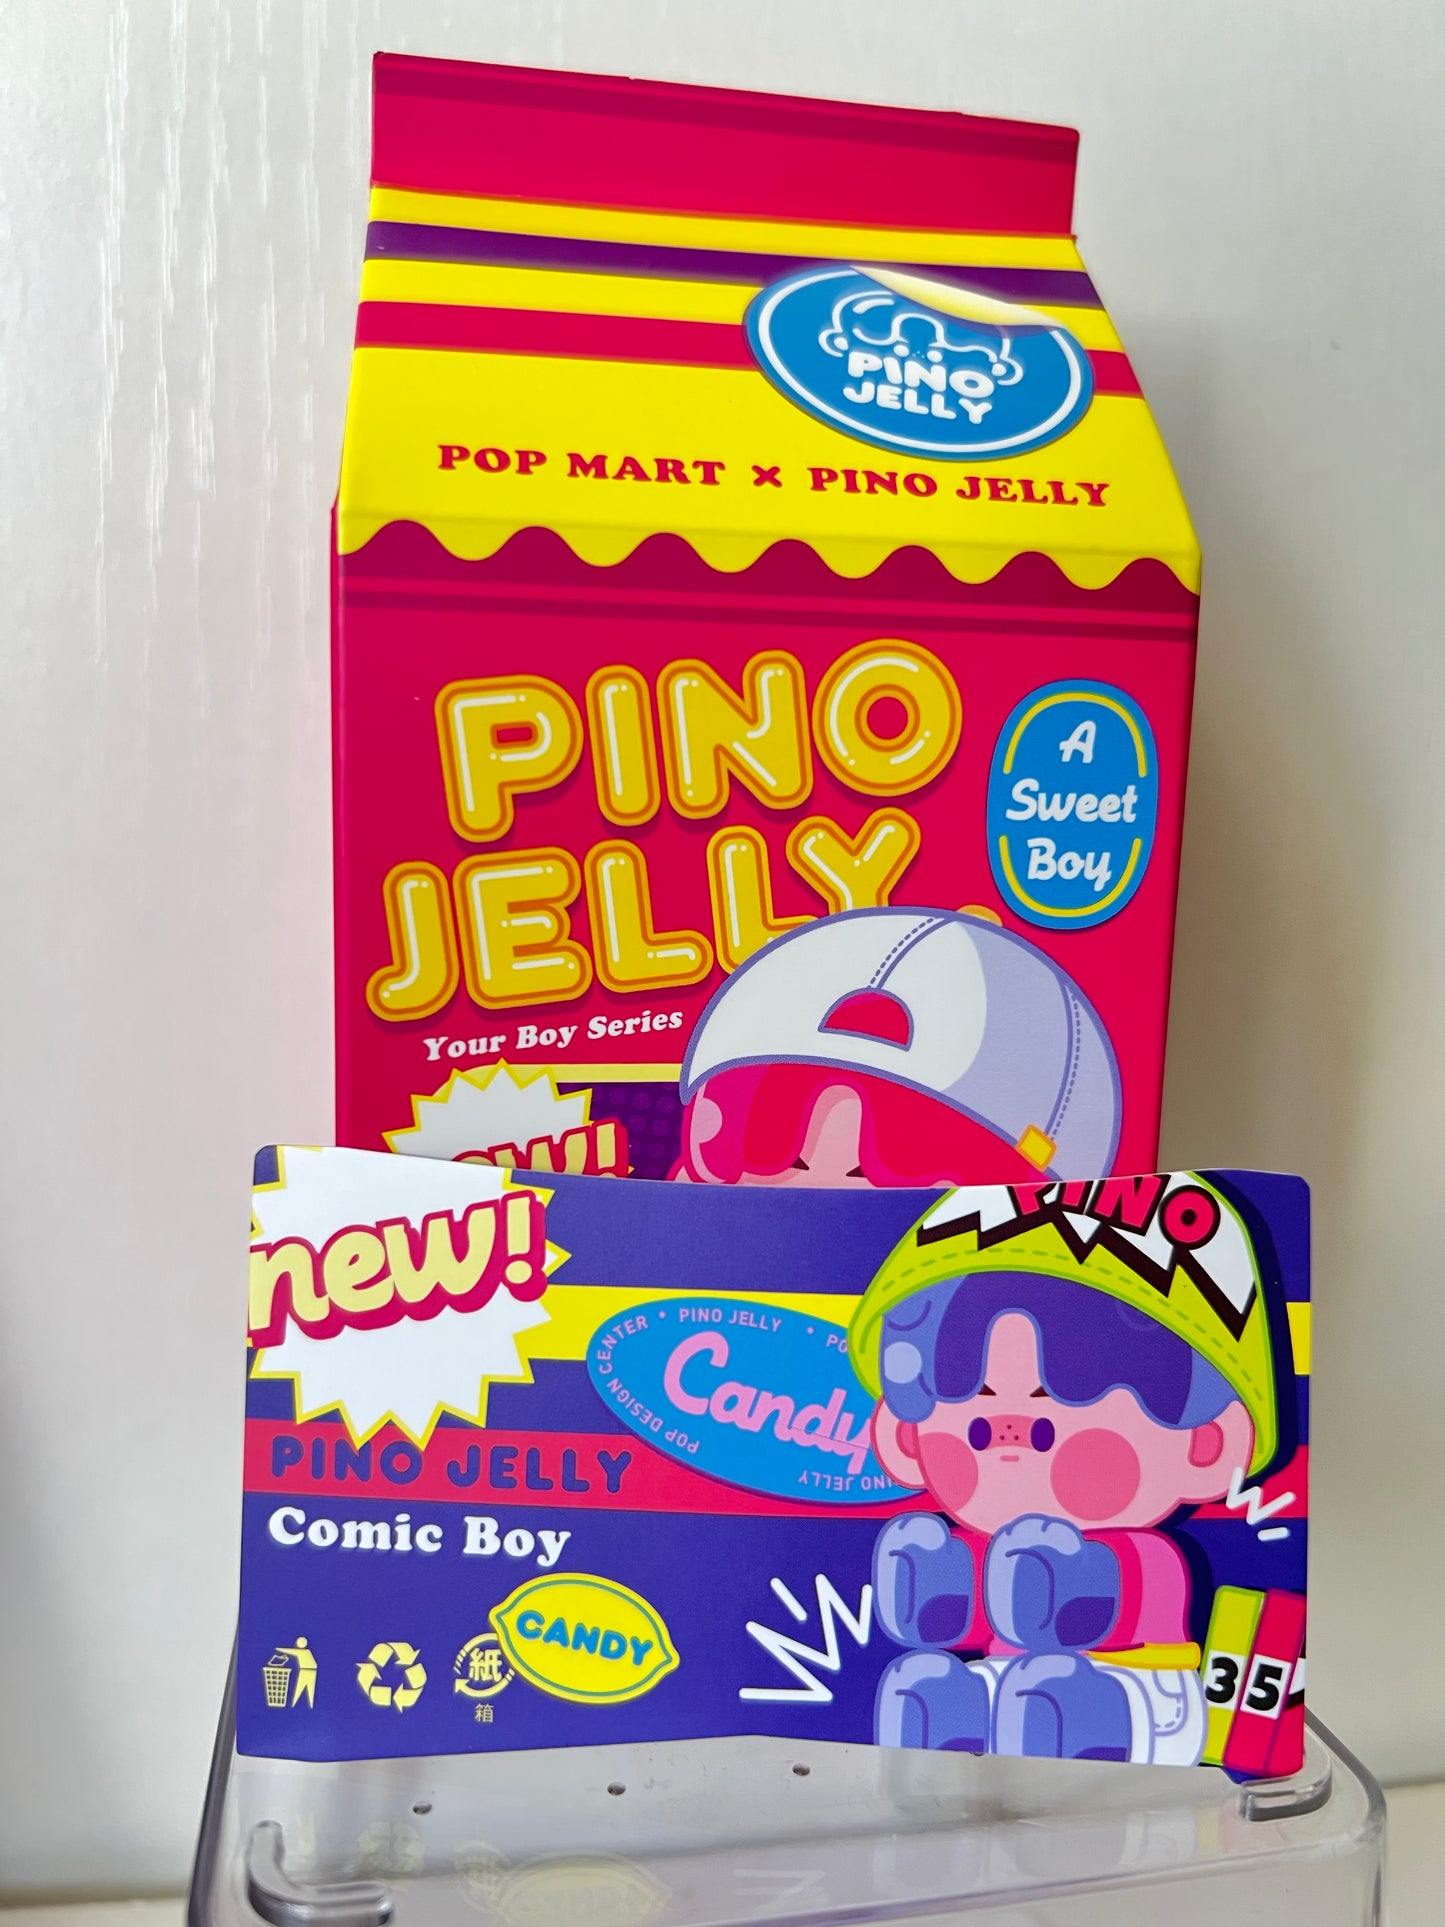 PINO
JELLY
POP MART × PINO JELLY
PINO
JELLY
A
Sweet
Boy
Your Boy Series
new!
PINO
POP DESIGN CENTER • PINO JELLY •
Candy
PINO JELLY
PINO JELLY
Comic Boy
CANDY
紙
箱
35